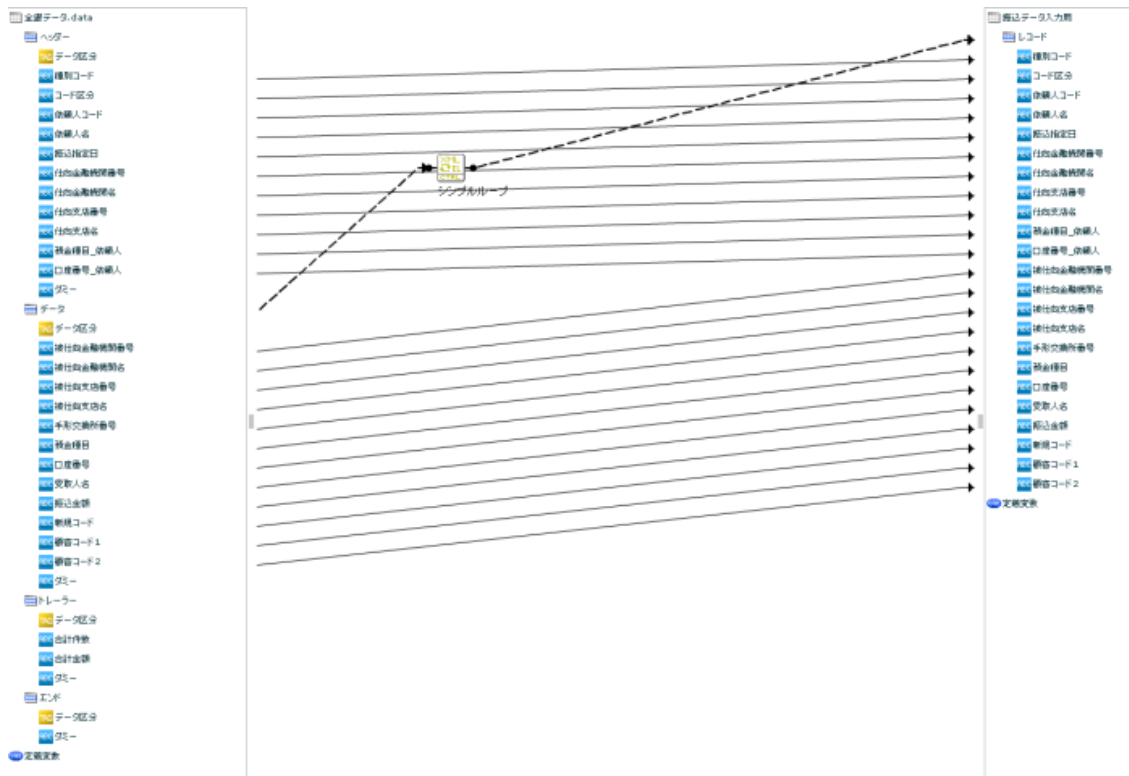 全銀データ.data
ヘッダー
データ区分
種別コード
コード区分
依頼人コード
依頼人名
振込指定日
仕向金融機関番号
仕向金融機関名
仕向支店番号
仕向支店名
預金種目_依頼人
口座番号_依頼人
ダミー
データ
データ区分
被仕向金融機関番号
被仕向金融機関名
被仕向支店番号
被仕向支店名
手形交換所番号
預金種目
口座番号
受取人名
振込金額
新規コード
顧客コード1
顧客コード2
ダミー
トレーラー
データ区分
合計件数
合計金額
ダミー
エンド
データ区分
ダミー
定義変数
シンプルループ
振込データ入力用
レコード
種別コード
コード区分
依頼人コード
依頼人名
振込指定日
仕向金融機関番号
仕向金融機関名
仕向支店番号
仕向支店名
預金種目_依頼人
口座番号_依頼人
被仕向金融機関番号
被仕向金融機関名
被仕向支店番号
被仕向支店名
手形交換所番号
預金種目
口座番号
受取人名
振込金額
新規コード
顧客コード1
顧客コード2
定義変数